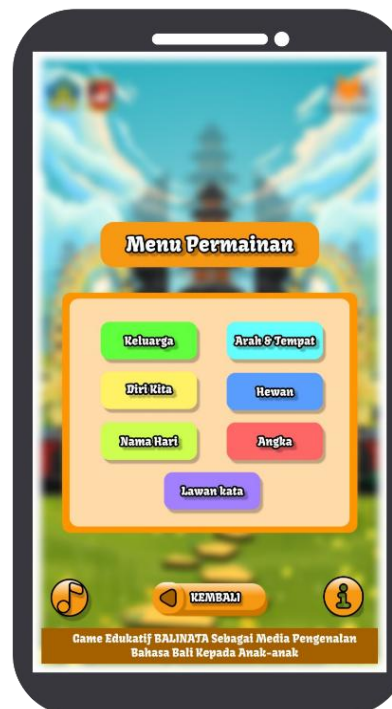 Menu Permainan
Keluarga
Arah & Tempat
Diri Kita
Hewan
Nama Hari
Angka
Lawan kata
KEMBALI
Game Edukatif BALINATA Sebagai Media Pengenalan
Bahasa Bali Kepada Anak-anak